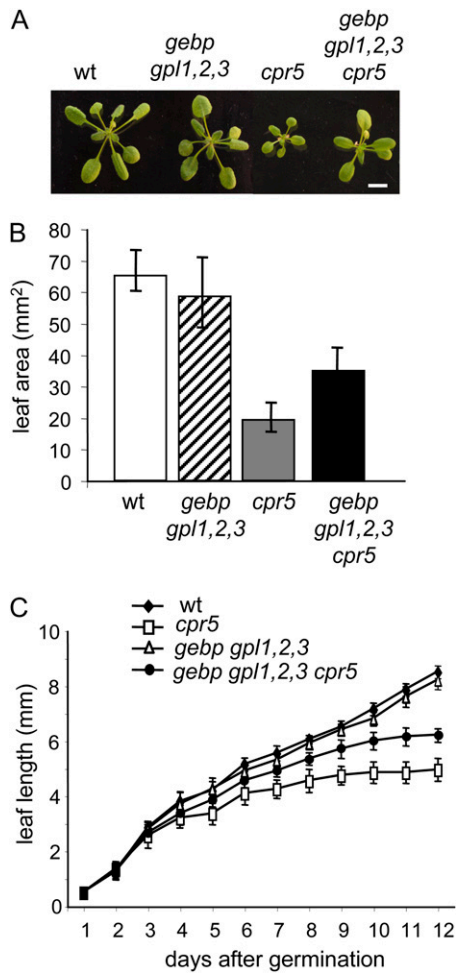 A
wt
gebp
gpl1,2,3
cpr5
gebp
gpl1,2,3
cpr5
B
leaf area (mm²)
80
70
60
50
40
30
20
10
0
wt
gebp
gpl1,2,3
cpr5
gebp
gpl1,2,3
cpr5
C
wt
cpr5
gebp gpl1,2,3
gebp gpl1,2,3 cpr5
leaf length (mm)
10
8
6
4
2
0
1 2 3 4 5 6 7 8 9 10 11 12
days after germination